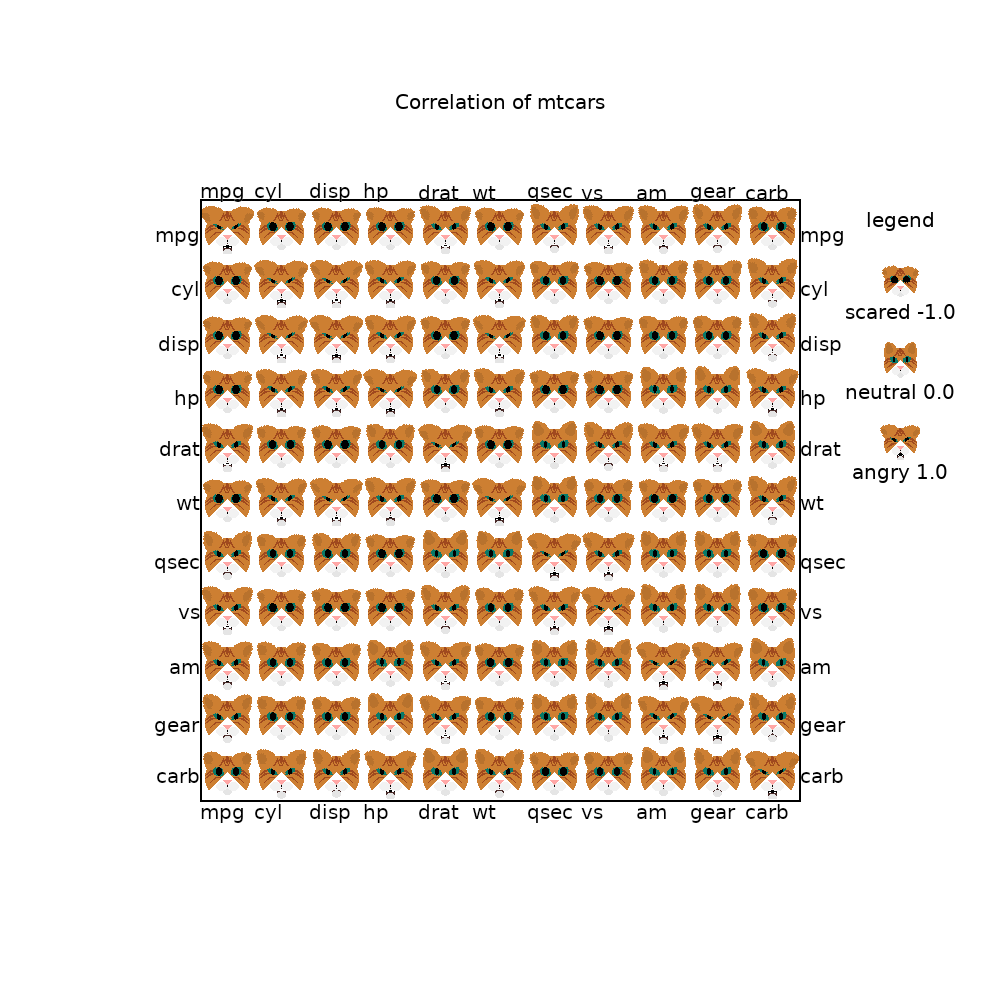 Correlation of mtcars
mpg cyl disp hp drat wt qsec vs am gear carb
legend
mpg mpg
cyl cyl
scared -1.0
disp disp
neutral 0.0
hp hp
drat drat
angry 1.0
wt wt
qsec qsec
vs vs
am am
gear gear
carb carb
mpg cyl disp hp drat wt qsec vs am gear carb